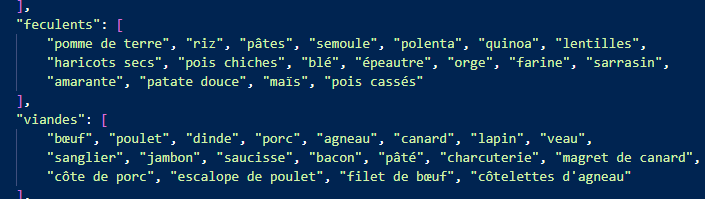 ],
"feculents": [
"pomme de terre", "riz", "pâtes", "semoule", "polenta", "quinoa", "lentilles",
"haricots secs", "pois chiches", "blé", "épeautre", "orge", "farine", "sarrasin",
"amarante", "patate douce", "maïs", "pois cassés"
],
"viandes": [
"bœuf", "poulet", "dinde", "porc", "agneau", "canard", "lapin", "veau",
"sanglier", "jambon", "saucisse", "bacon", "pâté", "charcuterie", "magret de canard",
"côte de porc", "escalope de poulet", "filet de bœuf", "côtelettes d'agneau"
],